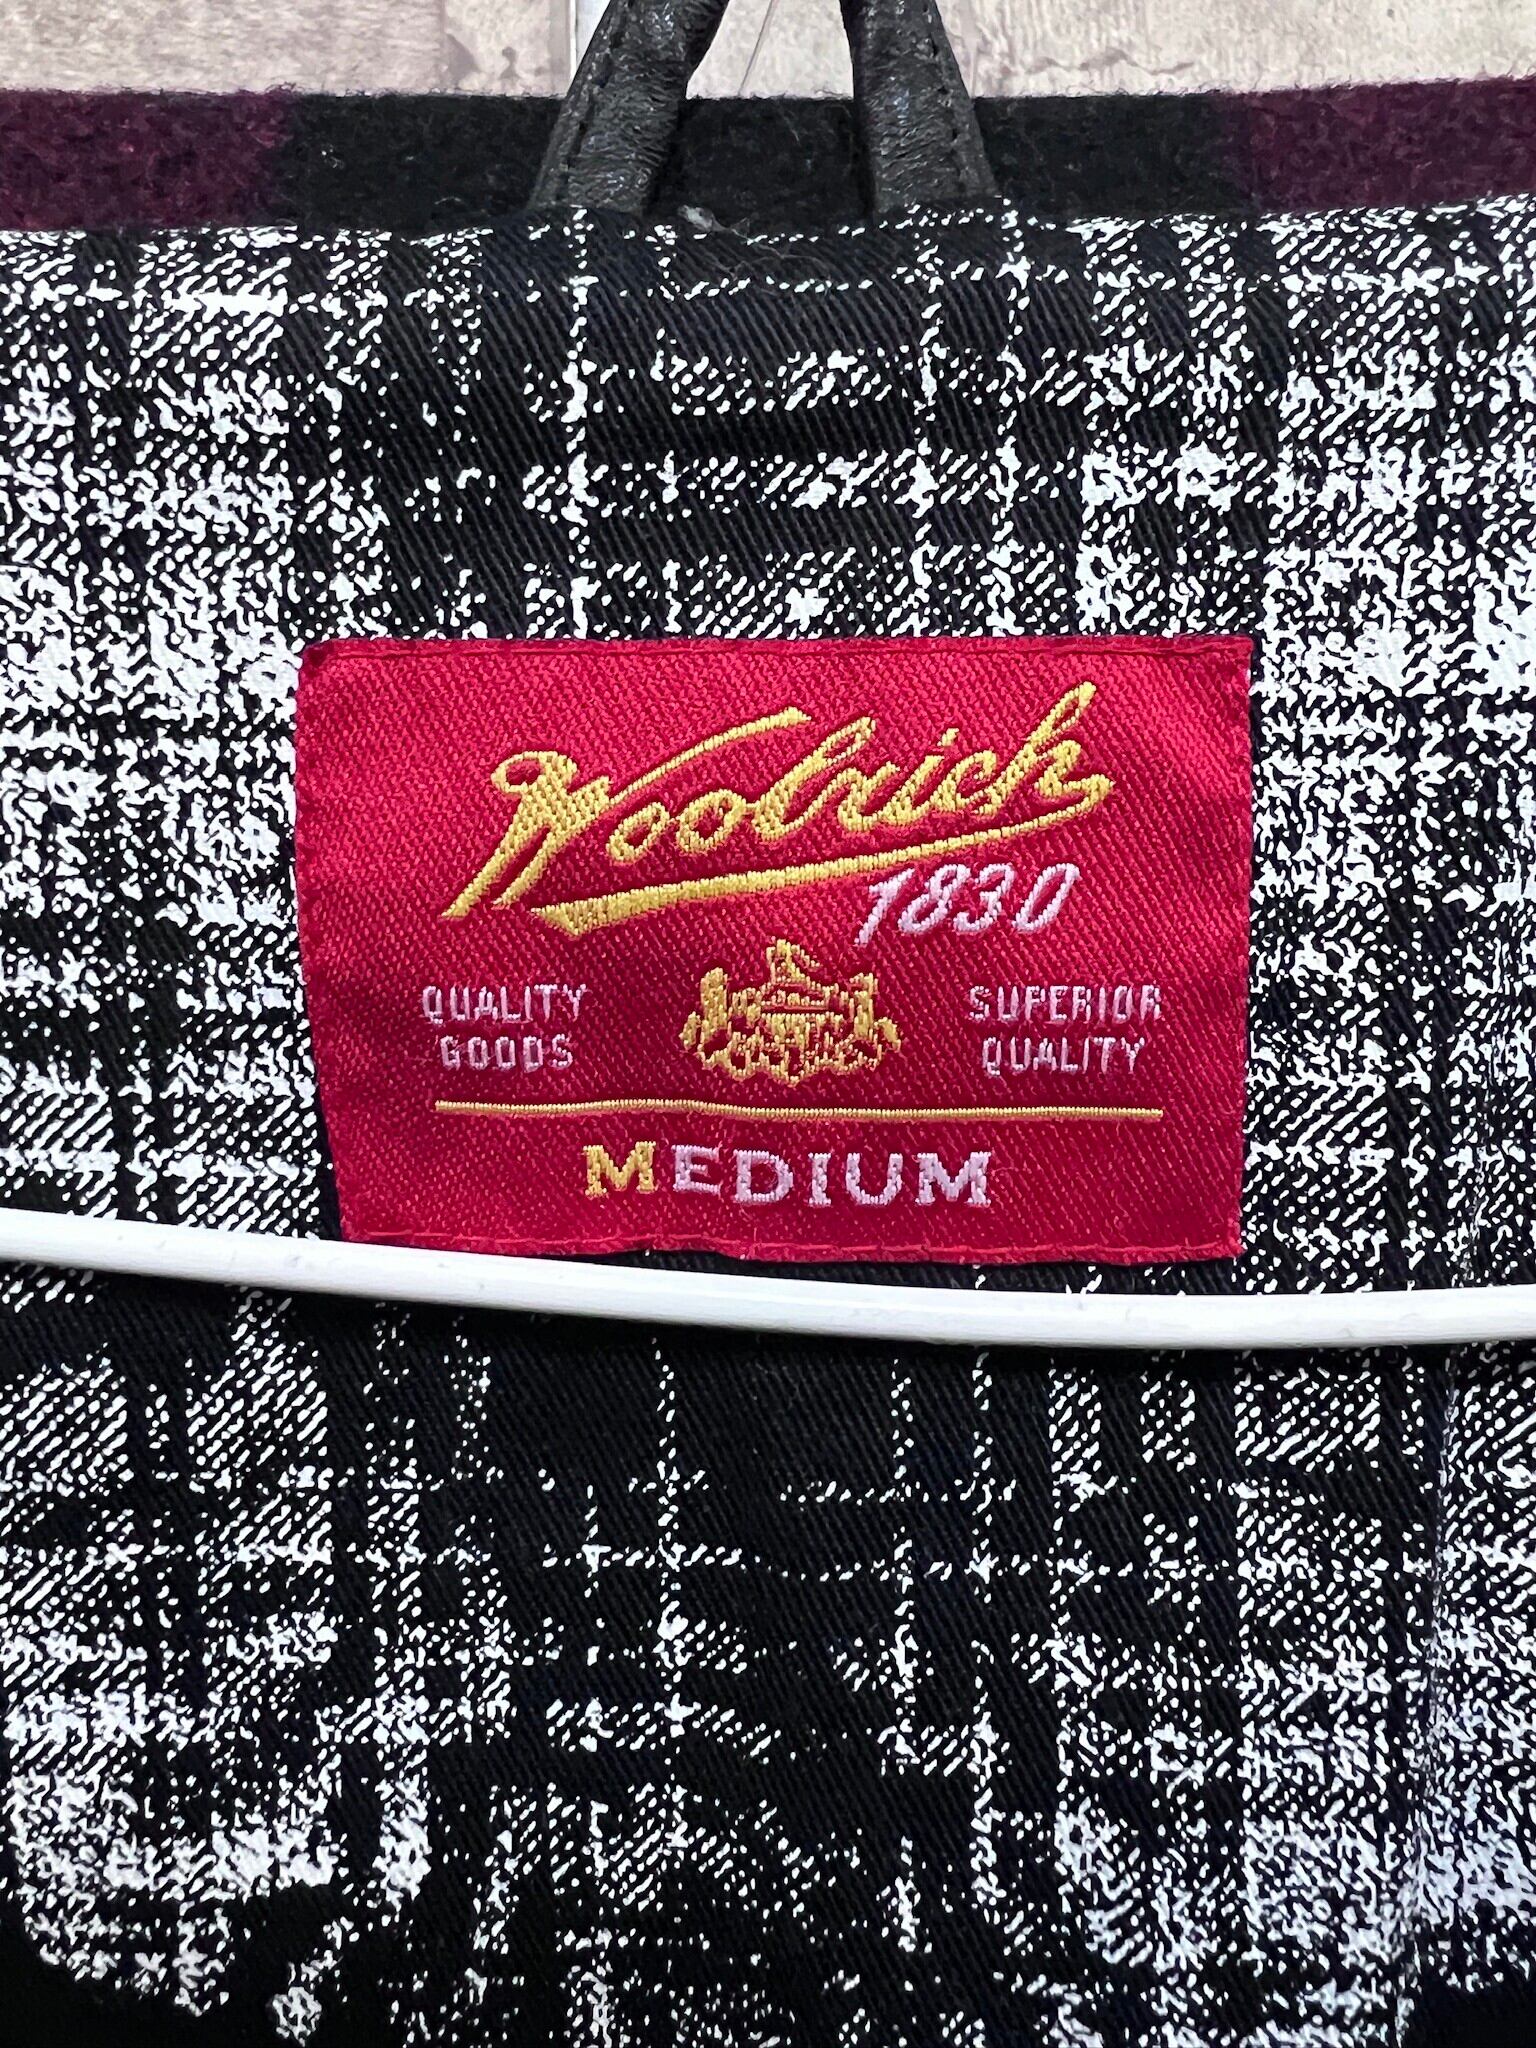 Woolrich
1830
QUALITY
GOODS
SUPERIOR
QUALITY
MEDIUM